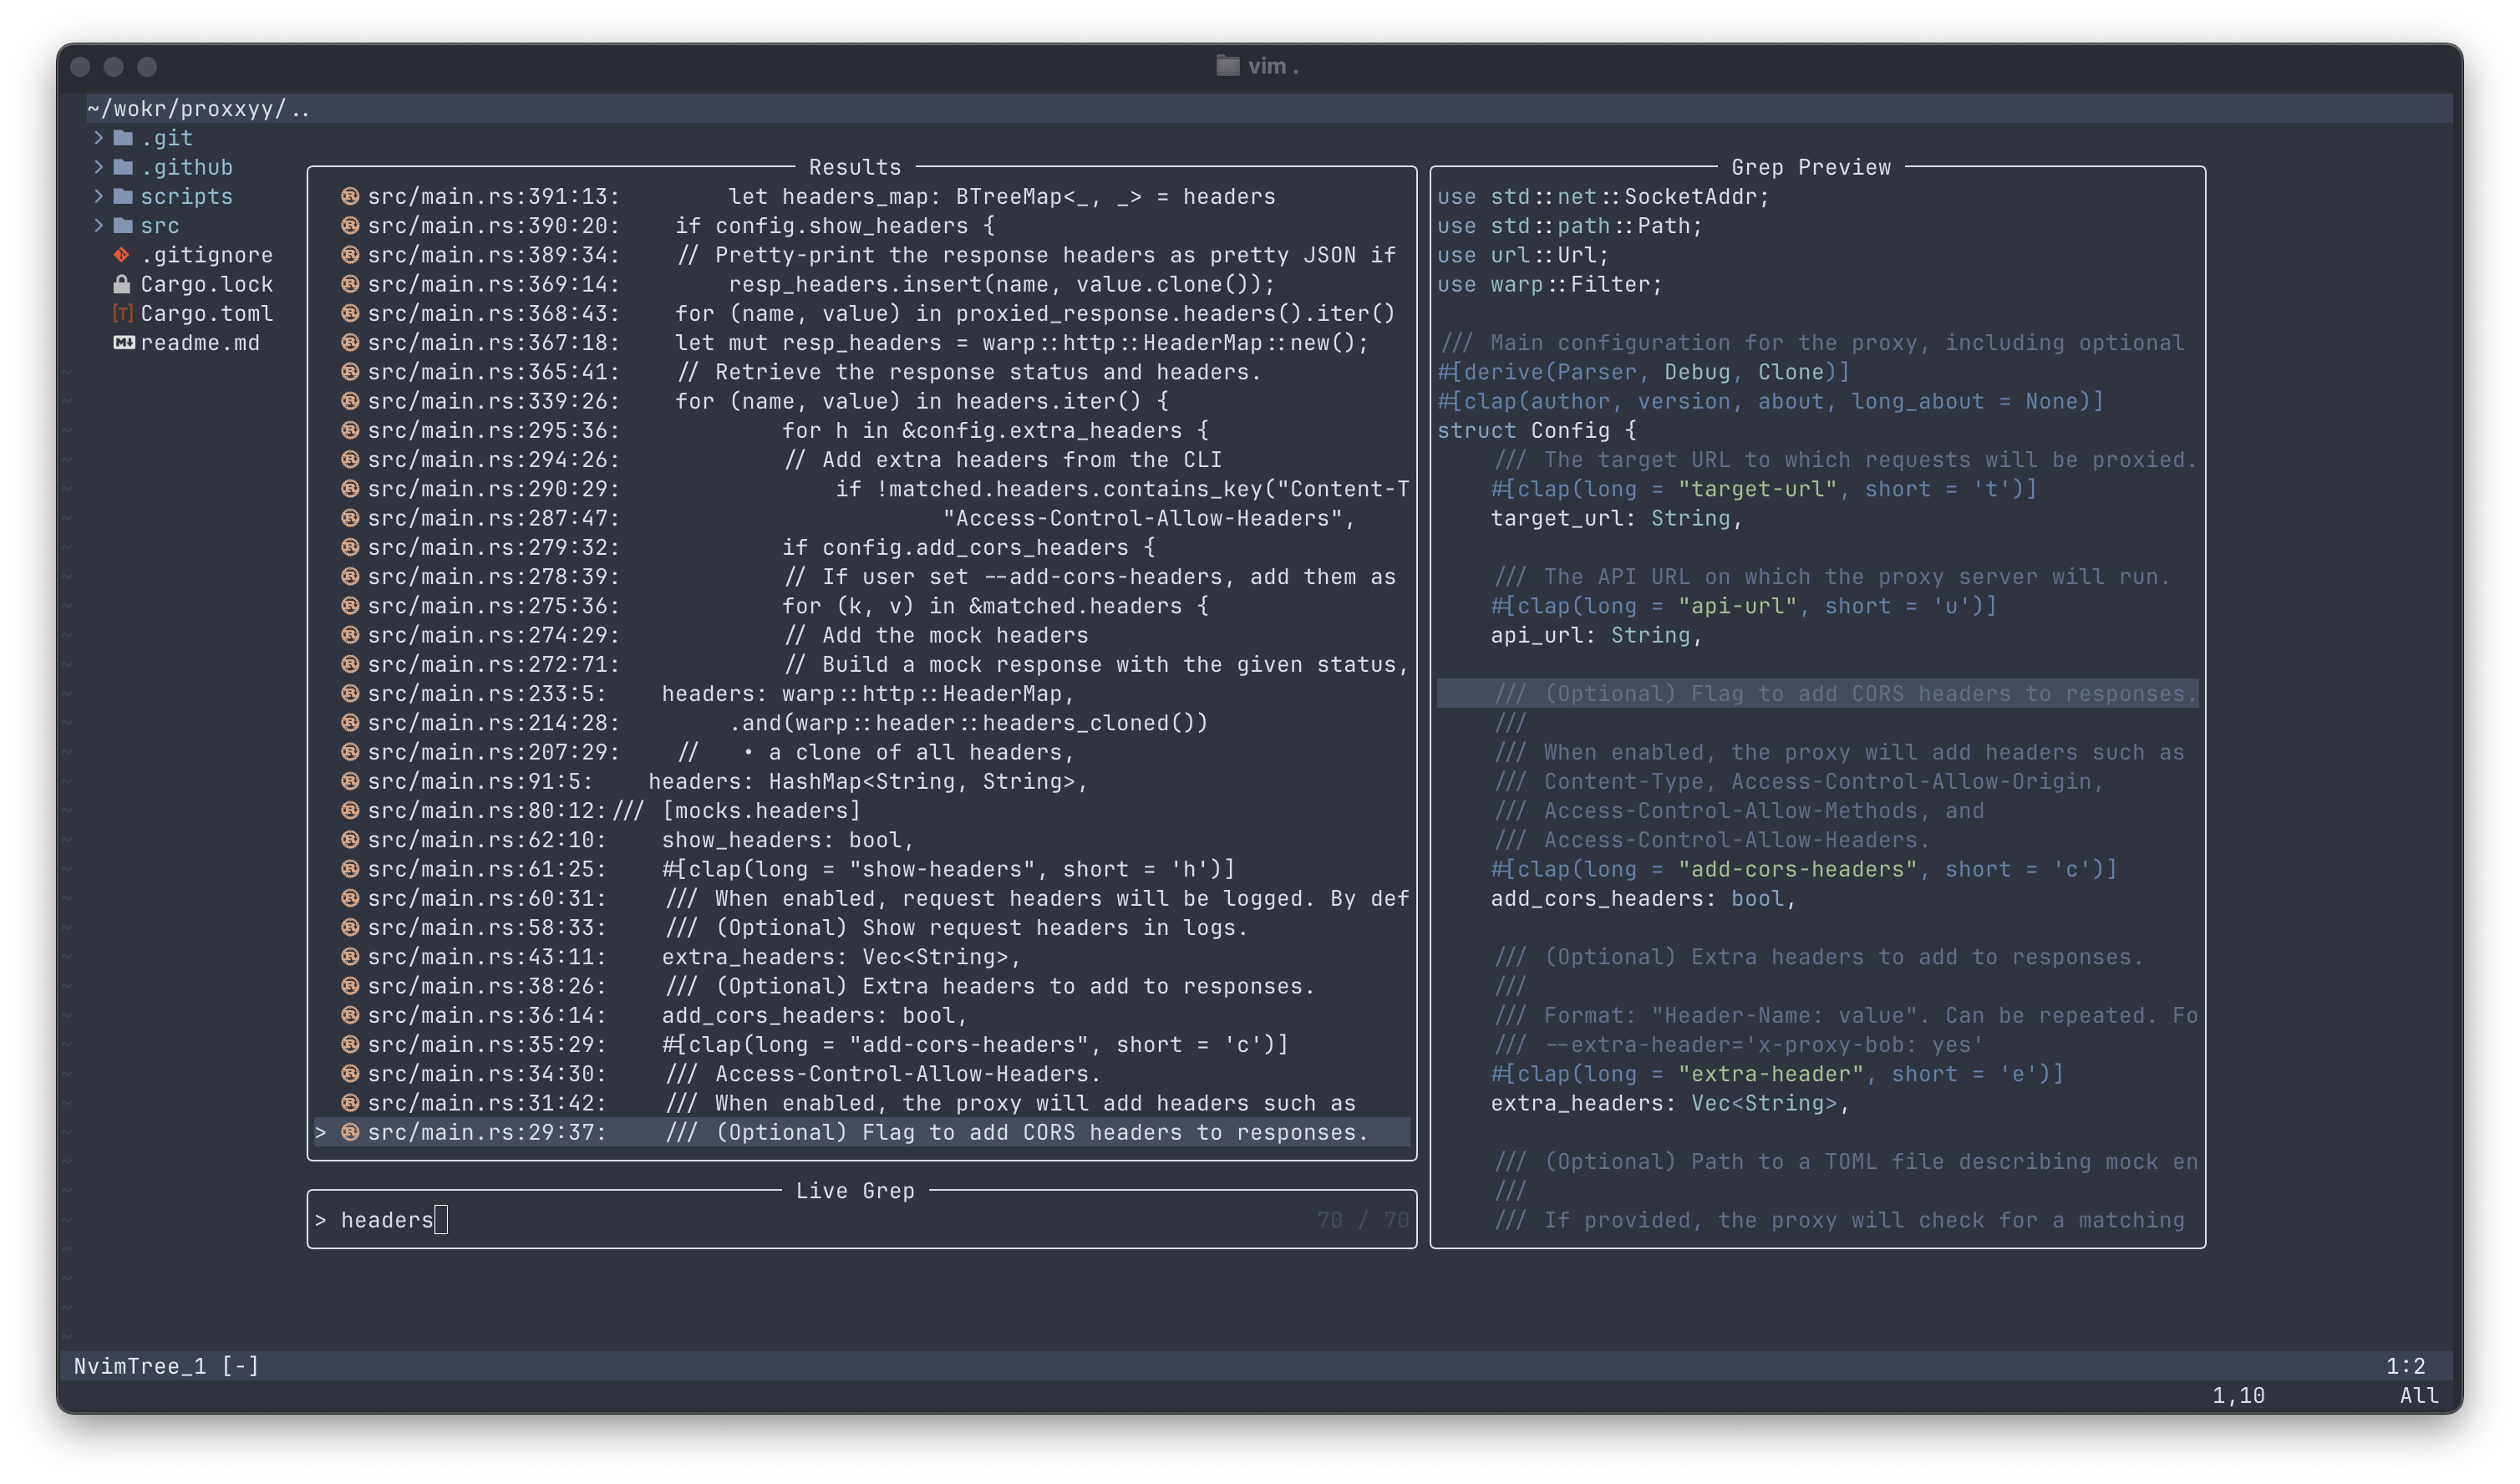 vim .
~/wokr/proxxyy/..
.git
.github
scripts
src
.gitignore
Cargo.lock
Cargo.toml
readme.md
Results
src/main.rs:391:13:        let headers_map: BTreeMap<_, _> = headers
src/main.rs:390:20:    if config.show_headers {
src/main.rs:389:34:    // Pretty-print the response headers as pretty JSON if
src/main.rs:369:14:        resp_headers.insert(name, value.clone());
src/main.rs:368:43:    for (name, value) in proxied_response.headers().iter()
src/main.rs:367:18:    let mut resp_headers = warp::http::HeaderMap::new();
src/main.rs:365:41:    // Retrieve the response status and headers.
src/main.rs:339:26:    for (name, value) in headers.iter() {
src/main.rs:295:36:            for h in &config.extra_headers {
src/main.rs:294:26:            // Add extra headers from the CLI
src/main.rs:290:29:                if !matched.headers.contains_key("Content-T
src/main.rs:287:47:                        "Access-Control-Allow-Headers",
src/main.rs:279:32:            if config.add_cors_headers {
src/main.rs:278:39:            // If user set --add-cors-headers, add them as
src/main.rs:275:36:            for (k, v) in &matched.headers {
src/main.rs:274:29:            // Add the mock headers
src/main.rs:272:71:            // Build a mock response with the given status,
src/main.rs:233:5:    headers: warp::http::HeaderMap,
src/main.rs:214:28:        .and(warp::header::headers_cloned())
src/main.rs:207:29:    //   • a clone of all headers,
src/main.rs:91:5:    headers: HashMap<String, String>,
src/main.rs:80:12:/// [mocks.headers]
src/main.rs:62:10:    show_headers: bool,
src/main.rs:61:25:    #[clap(long = "show-headers", short = 'h')]
src/main.rs:60:31:    /// When enabled, request headers will be logged. By def
src/main.rs:58:33:    /// (Optional) Show request headers in logs.
src/main.rs:43:11:    extra_headers: Vec<String>,
src/main.rs:38:26:    /// (Optional) Extra headers to add to responses.
src/main.rs:36:14:    add_cors_headers: bool,
src/main.rs:35:29:    #[clap(long = "add-cors-headers", short = 'c')]
src/main.rs:34:30:    /// Access-Control-Allow-Headers.
src/main.rs:31:42:    /// When enabled, the proxy will add headers such as
> src/main.rs:29:37:    /// (Optional) Flag to add CORS headers to responses.
Live Grep
> headers
70 / 70
Grep Preview
use std::net::SocketAddr;
use std::path::Path;
use url::Url;
use warp::Filter;
/// Main configuration for the proxy, including optional
#[derive(Parser, Debug, Clone)]
#[clap(author, version, about, long_about = None)]
struct Config {
    /// The target URL to which requests will be proxied.
    #[clap(long = "target-url", short = 't')]
    target_url: String,
    /// The API URL on which the proxy server will run.
    #[clap(long = "api-url", short = 'u')]
    api_url: String,
    /// (Optional) Flag to add CORS headers to responses.
    ///
    /// When enabled, the proxy will add headers such as
    /// Content-Type, Access-Control-Allow-Origin,
    /// Access-Control-Allow-Methods, and
    /// Access-Control-Allow-Headers.
    #[clap(long = "add-cors-headers", short = 'c')]
    add_cors_headers: bool,
    /// (Optional) Extra headers to add to responses.
    ///
    /// Format: "Header-Name: value". Can be repeated. Fo
    /// --extra-header='x-proxy-bob: yes'
    #[clap(long = "extra-header", short = 'e')]
    extra_headers: Vec<String>,
    /// (Optional) Path to a TOML file describing mock en
    ///
    /// If provided, the proxy will check for a matching
NvimTree_1 [-]
1:2
1,10
All